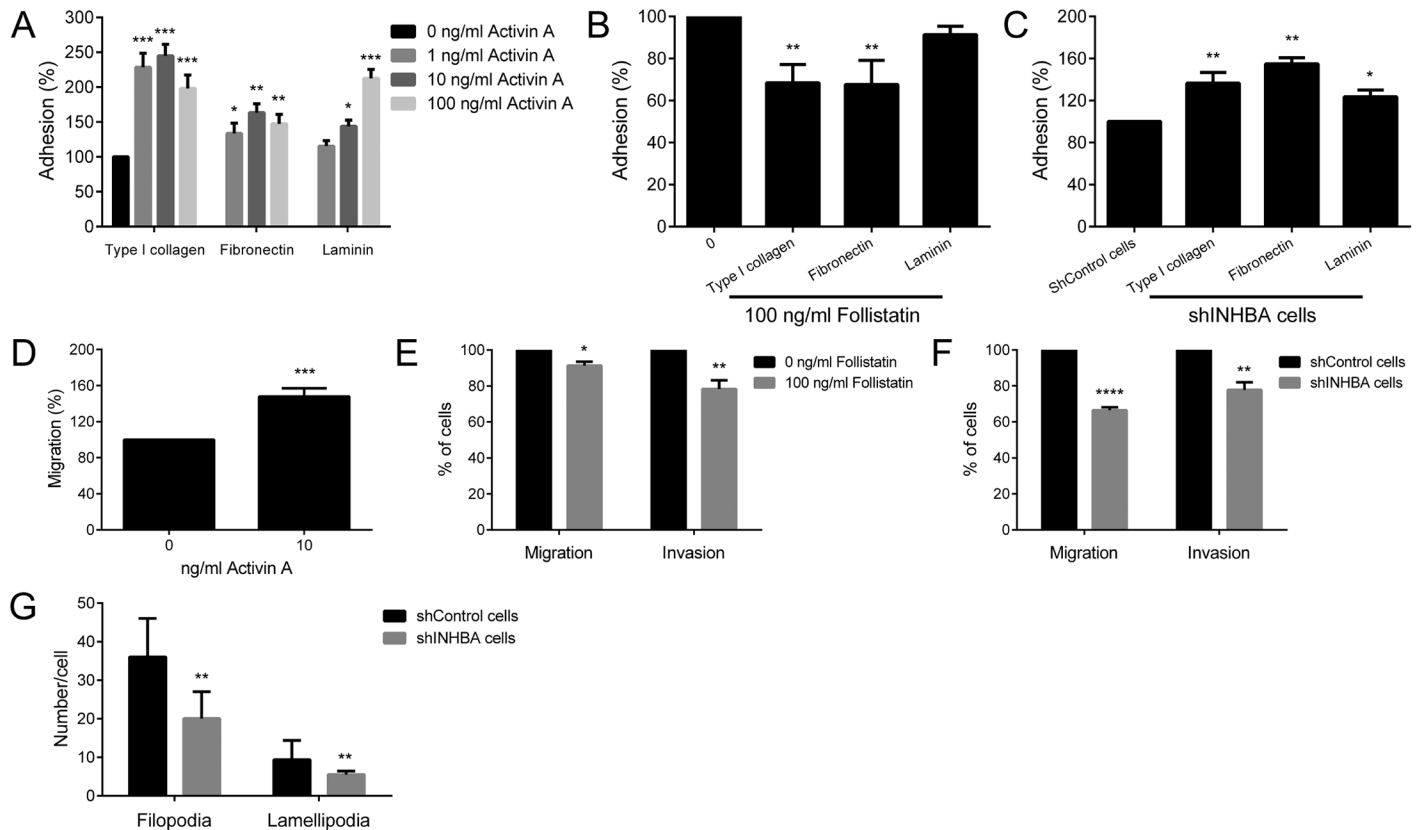 A
Adhesion (%)
300
250
200
150
100
50
0
***
***
***
*
**
**
*
***
Type I collagen
Fibronectin
Laminin
0 ng/ml Activin A
1 ng/ml Activin A
10 ng/ml Activin A
100 ng/ml Activin A
B
Adhesion (%)
100
80
60
40
20
0
**
**
0
Type I collagen
Fibronectin
Laminin
100 ng/ml Follistatin
C
Adhesion (%)
200
160
120
80
40
0
**
**
*
ShControl cells
Type I collagen
Fibronectin
Laminin
shINHBA cells
D
Migration (%)
200
160
120
80
40
0
***
0
10
ng/ml Activin A
E
% of cells
100
80
60
40
20
0
*
**
Migration
Invasion
0 ng/ml Follistatin
100 ng/ml Follistatin
F
% of cells
100
80
60
40
20
0
****
**
Migration
Invasion
shControl cells
shINHBA cells
G
Number/cell
50
40
30
20
10
0
**
**
Filopodia
Lamellipodia
shControl cells
shINHBA cells